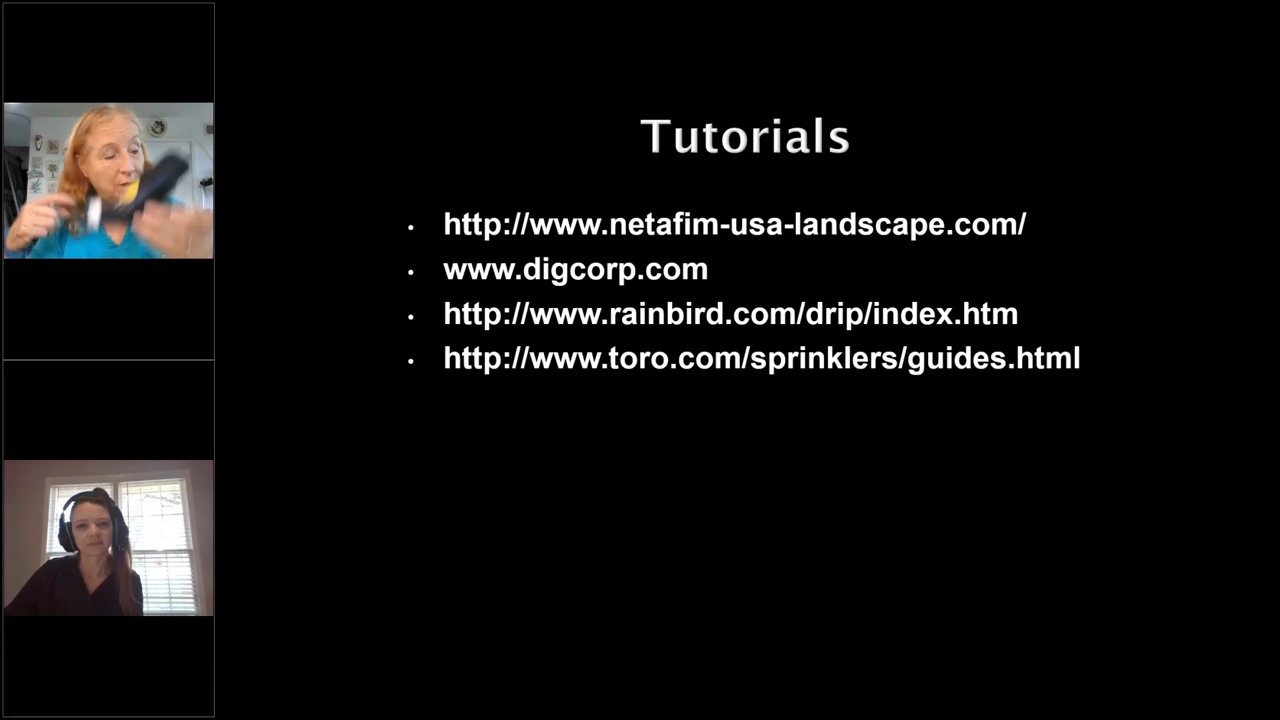 Tutorials
• http://www.netafim-usa-landscape.com/
• www.digcorp.com
• http://www.rainbird.com/drip/index.htm
• http://www.toro.com/sprinklers/guides.html